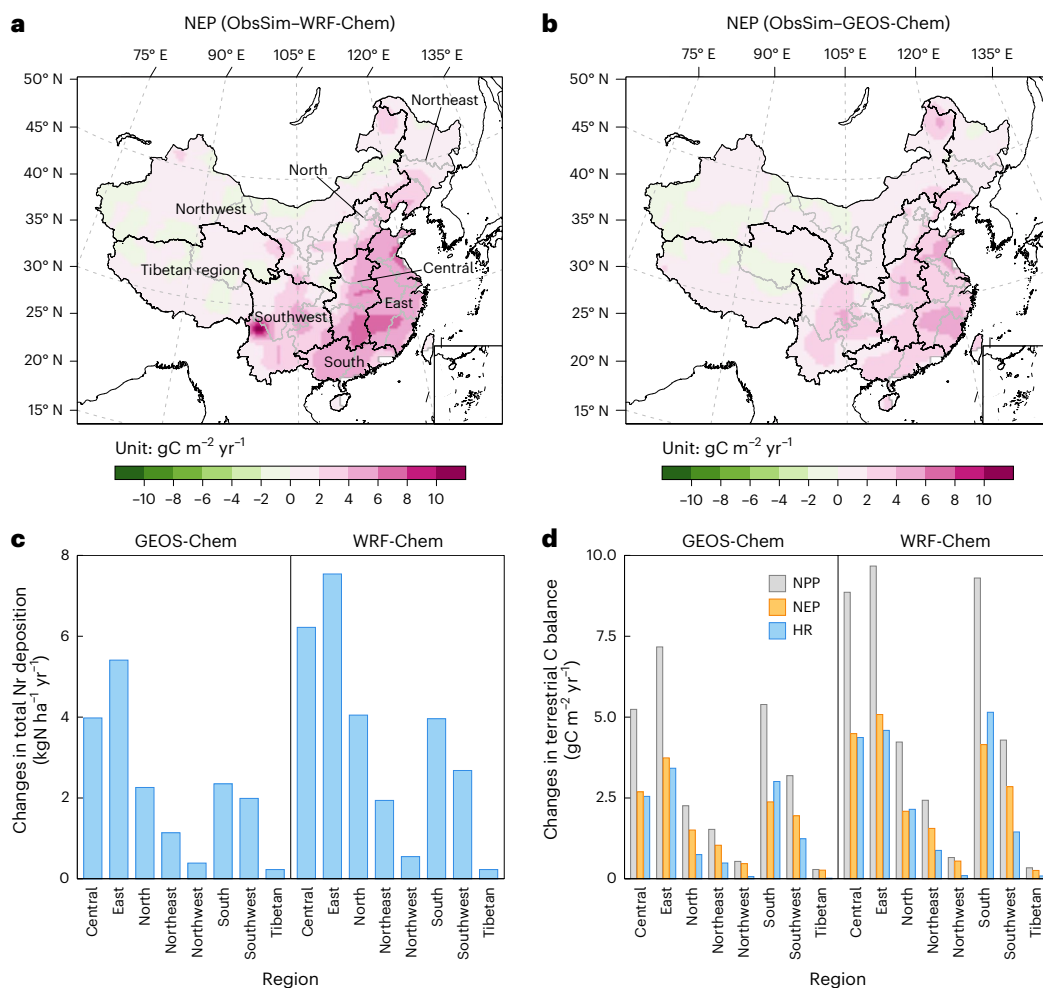 a
NEP (ObsSim–WRF-Chem)
75° E 90° E 105° E 120° E 135° E
50° N
45° N
40° N
35° N
30° N
25° N
20° N
15° N
Northeast
North
Northwest
Tibetan region
Central
East
Southwest
South
Unit: gC m⁻² yr⁻¹
–10 –8 –6 –4 –2 0 2 4 6 8 10
b
NEP (ObsSim–GEOS-Chem)
75° E 90° E 105° E 120° E 135° E
50° N
45° N
40° N
35° N
30° N
25° N
20° N
15° N
Unit: gC m⁻² yr⁻¹
–10 –8 –6 –4 –2 0 2 4 6 8 10
c
GEOS-Chem WRF-Chem
Changes in total Nr deposition
(kgN ha⁻¹ yr⁻¹)
8
6
4
2
0
Central East North Northeast Northwest South Southwest Tibetan Central East North Northeast Northwest South Southwest Tibetan
Region
d
GEOS-Chem WRF-Chem
Changes in terrestrial C balance
(gC m⁻² yr⁻¹)
10.0
7.5
5.0
2.5
0
NPP
NEP
HR
Central East North Northeast Northwest South Southwest Tibetan Central East North Northeast Northwest South Southwest Tibetan
Region